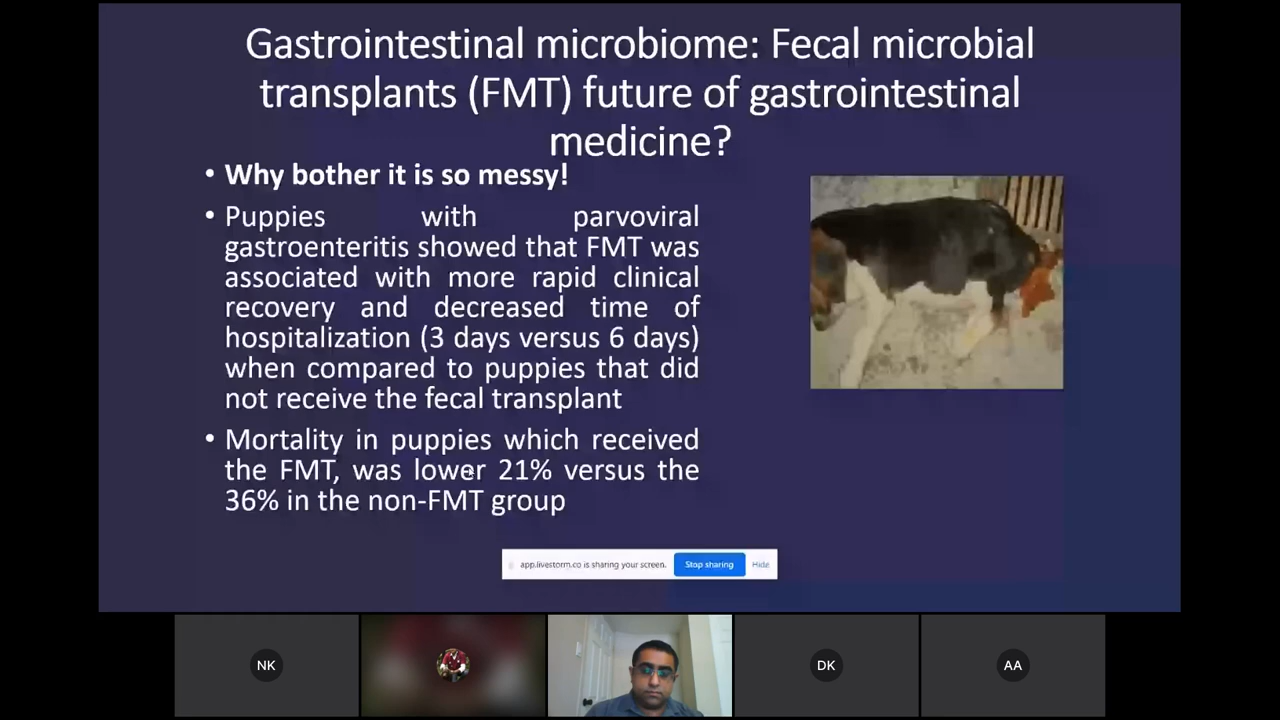 Gastrointestinal microbiome: Fecal microbial
transplants (FMT) future of gastrointestinal
medicine?
• Why bother it is so messy!
• Puppies with parvoviral
gastroenteritis showed that FMT was
associated with more rapid clinical
recovery and decreased time of
hospitalization (3 days versus 6 days)
when compared to puppies that did
not receive the fecal transplant
• Mortality in puppies which received
the FMT, was lower 21% versus the
36% in the non-FMT group
app.livestorm.co is sharing your screen. Stop sharing Hide
NK DK AA